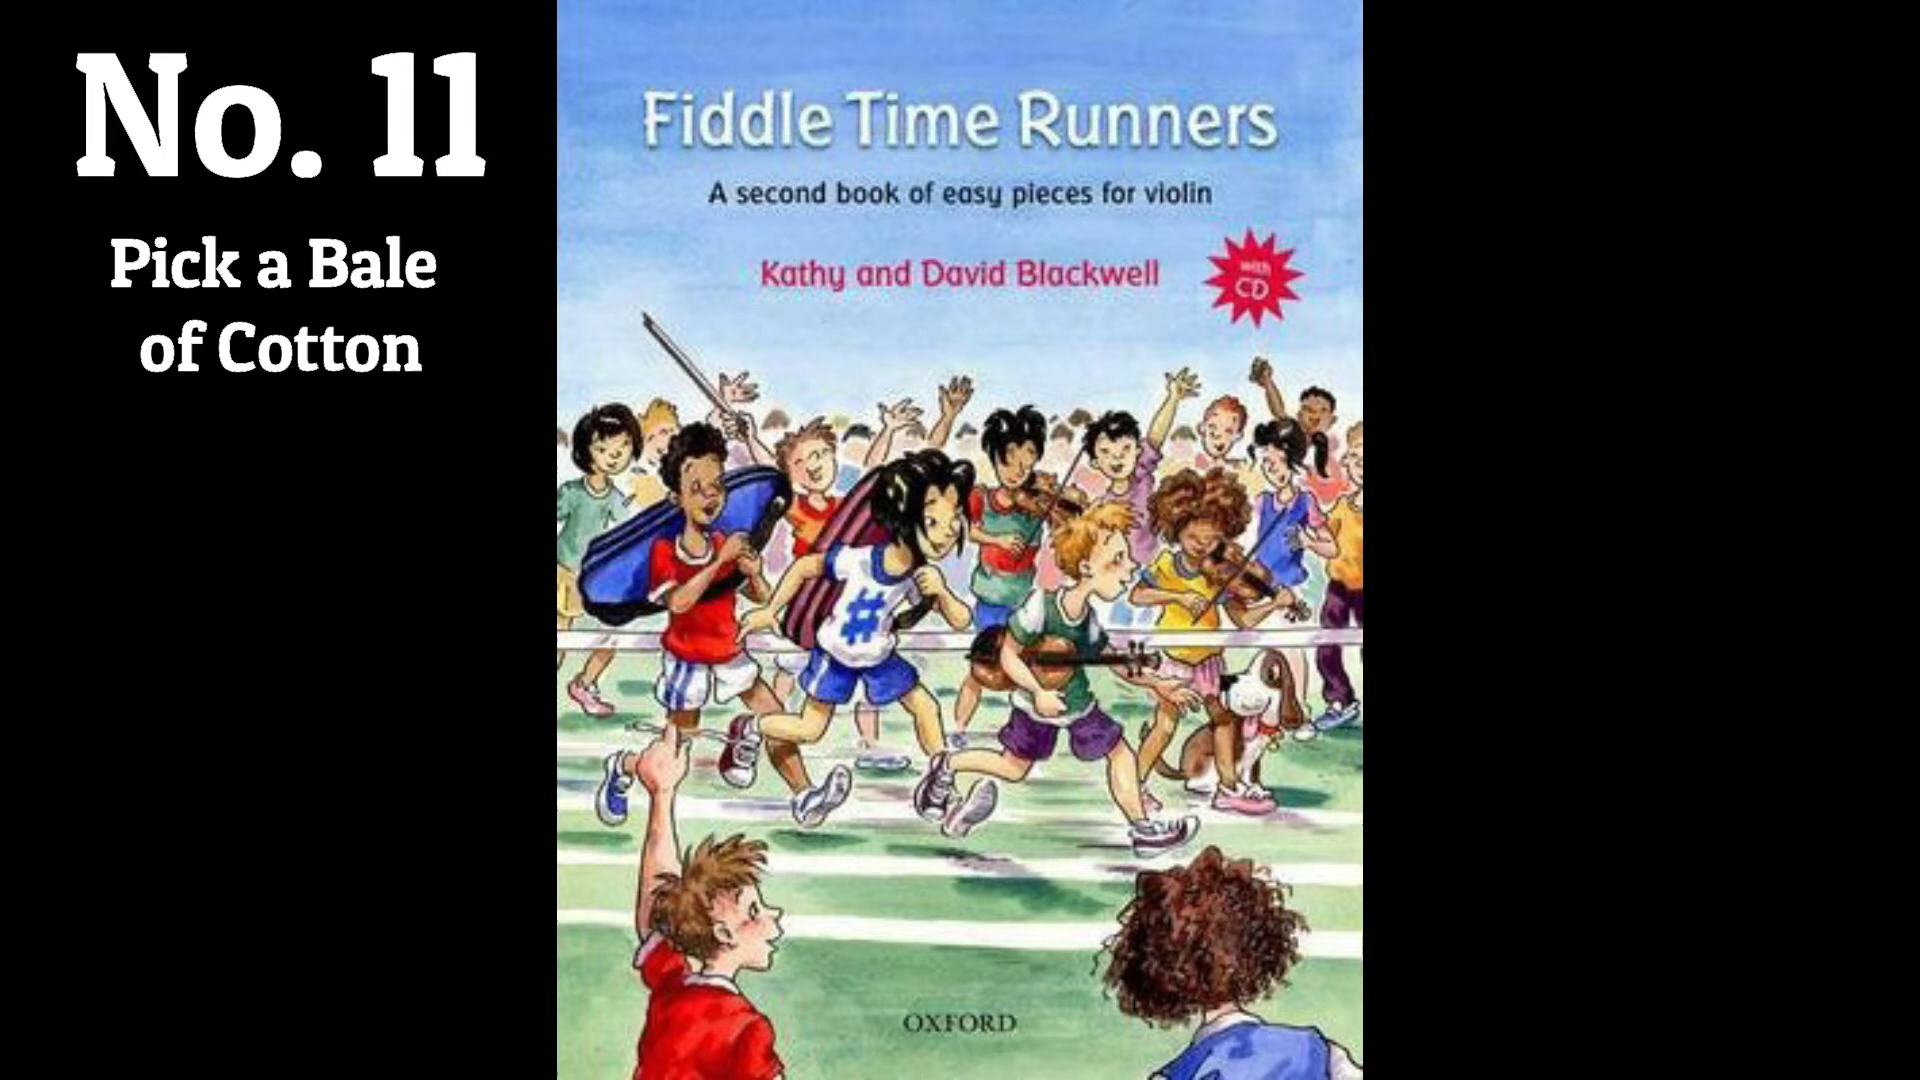 No. 11
Pick a Bale
of Cotton
Fiddle Time Runners
A second book of easy pieces for violin
Kathy and David Blackwell
with
CD
#
OXFORD